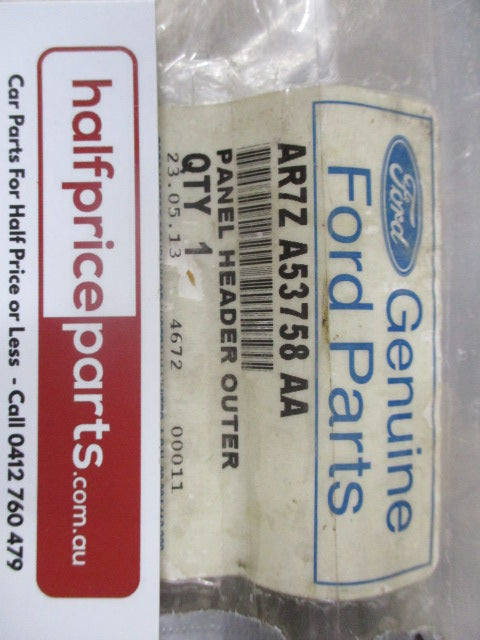 Ford
Genuine
Ford Parts
AR7Z A53758 AA
PANEL HEADER OUTER
QTY 1
23.05.13 4672 00011
halfpriceparts.com.au
Car Parts For Half Price or Less - Call 0412 760 479